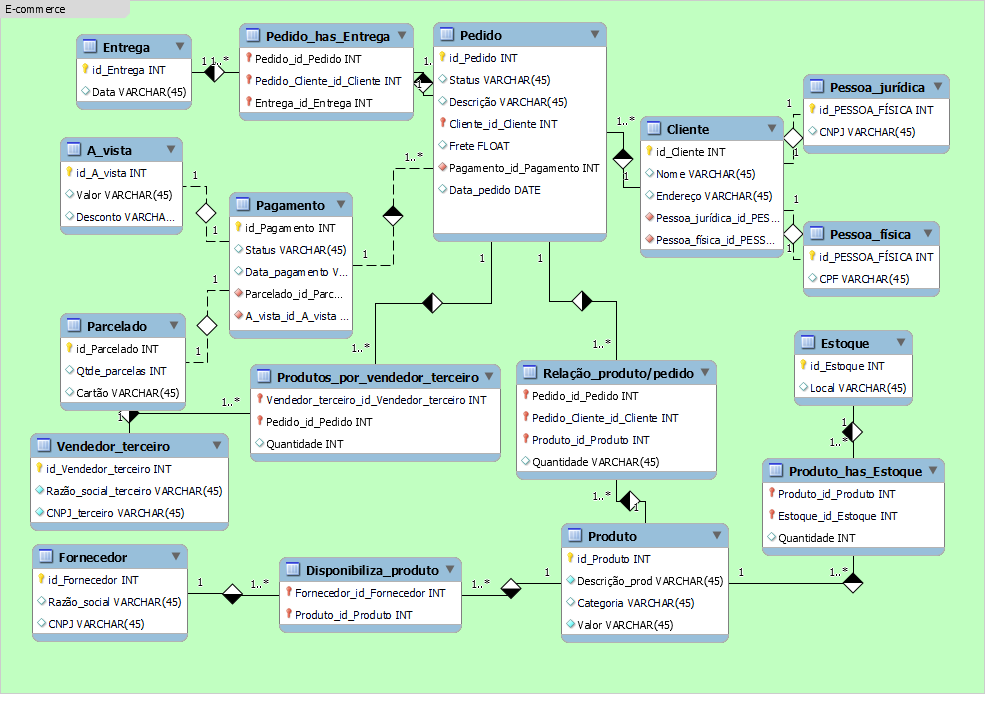 E-commerce
Entrega
id_Entrega INT
Data VARCHAR(45)
1
1..*
Pedido_has_Entrega
Pedido_id_Pedido INT
Pedido_Cliente_id_Cliente INT
Entrega_id_Entrega INT
1..
1
Pedido
id_Pedido INT
Status VARCHAR(45)
Descrição VARCHAR(45)
Cliente_id_Cliente INT
Frete FLOAT
Pagamento_id_Pagamento INT
Data_pedido DATE
1..*
1
Cliente
id_Cliente INT
Nome VARCHAR(45)
Endereço VARCHAR(45)
Pessoa_jurídica_id_PES...
Pessoa_física_id_PESS...
1
1
Pessoa_jurídica
id_PESSOA_FÍSICA INT
CNPJ VARCHAR(45)
1
1
Pessoa_física
id_PESSOA_FÍSICA INT
CPF VARCHAR(45)
A_vista
id_A_vista INT
Valor VARCHAR(45)
Desconto VARCHA...
1
1
Pagamento
id_Pagamento INT
Status VARCHAR(45)
Data_pagamento V...
Parcelado_id_Parc...
A_vista_id_A_vista ...
1
1..*
1
1
Parcelado
id_Parcelado INT
Qtde_parcelas INT
Cartão VARCHAR(45)
1
1..*
1
1..*
Produtos_por_vendedor_terceiro
Vendedor_terceiro_id_Vendedor_terceiro INT
Pedido_id_Pedido INT
Quantidade INT
1..*
1
Relação_produto/pedido
Pedido_id_Pedido INT
Pedido_Cliente_id_Cliente INT
Produto_id_Produto INT
Quantidade VARCHAR(45)
1..*
1
Estoque
id_Estoque INT
Local VARCHAR(45)
1
1..*
Vendedor_terceiro
id_Vendedor_terceiro INT
Razão_social_terceiro VARCHAR(45)
CNPJ_terceiro VARCHAR(45)
Produto_has_Estoque
Produto_id_Produto INT
Estoque_id_Estoque INT
Quantidade INT
1..*
1
Fornecedor
id_Fornecedor INT
Razão_social VARCHAR(45)
CNPJ VARCHAR(45)
1
1..*
Disponibiliza_produto
Fornecedor_id_Fornecedor INT
Produto_id_Produto INT
1..*
1
Produto
id_Produto INT
Descrição_prod VARCHAR(45)
Categoria VARCHAR(45)
Valor VARCHAR(45)